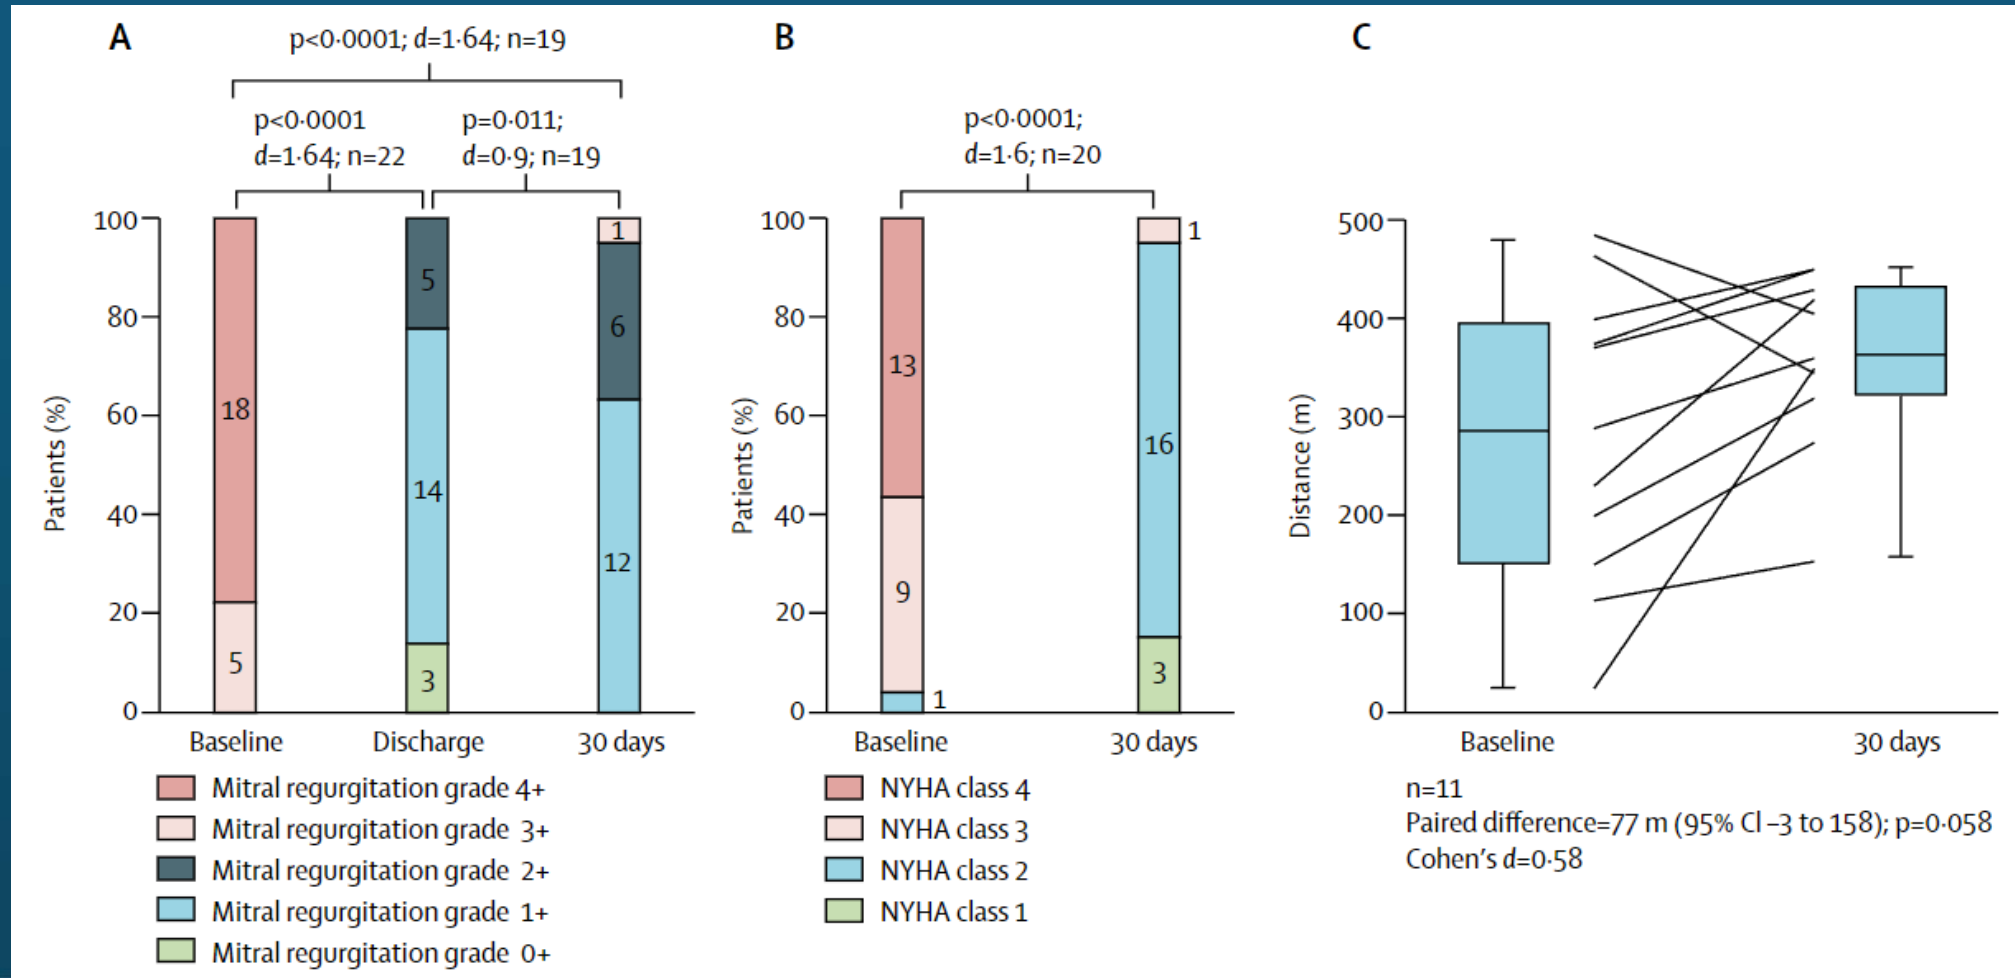 A
p<0·0001; d=1·64; n=19
p<0·0001
d=1·64; n=22
p=0·011;
d=0·9; n=19
100
80
60
40
20
0
Patients (%)
18
5
5
14
3
1
6
12
Baseline
Discharge
30 days
Mitral regurgitation grade 4+
Mitral regurgitation grade 3+
Mitral regurgitation grade 2+
Mitral regurgitation grade 1+
Mitral regurgitation grade 0+
B
p<0·0001;
d=1·6; n=20
100
80
60
40
20
0
Patients (%)
13
9
1
1
16
3
Baseline
30 days
NYHA class 4
NYHA class 3
NYHA class 2
NYHA class 1
C
500
400
300
200
100
0
Distance (m)
Baseline
30 days
n=11
Paired difference=77 m (95% CI –3 to 158); p=0·058
Cohen's d=0·58